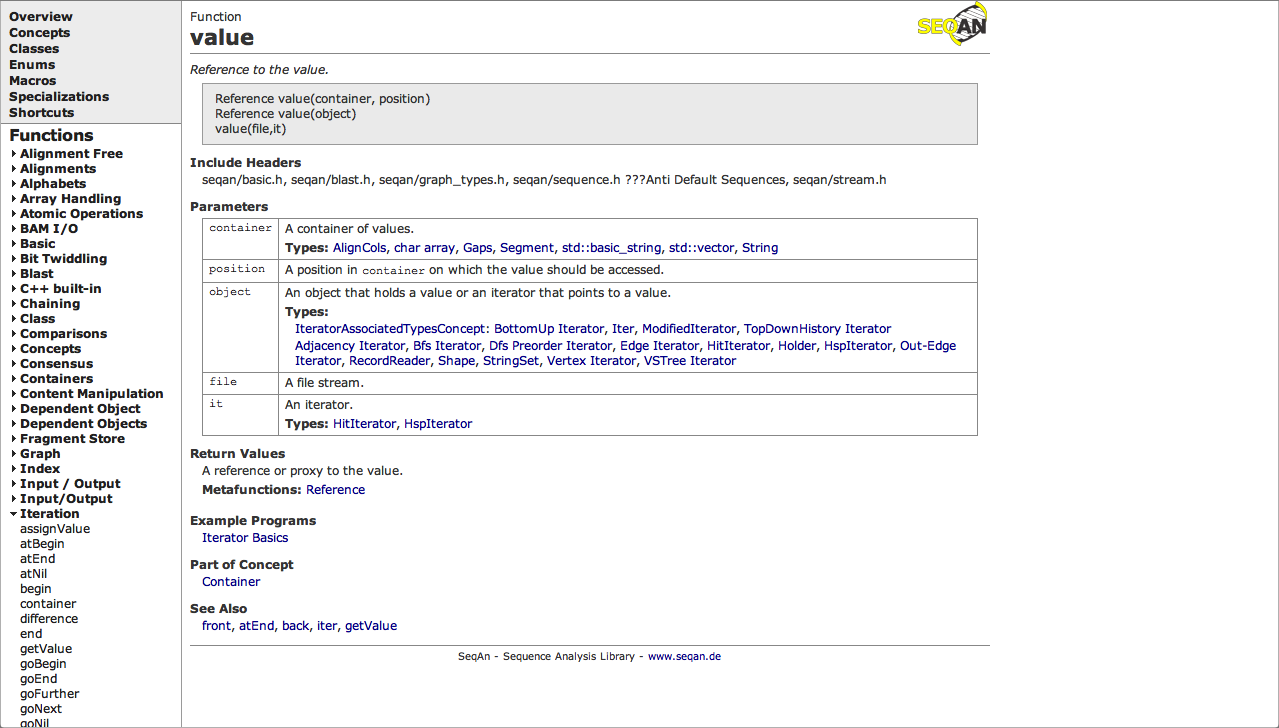 Overview
Concepts
Classes
Enums
Macros
Specializations
Shortcuts
Functions
Alignment Free
Alignments
Alphabets
Array Handling
Atomic Operations
BAM I/O
Basic
Bit Twiddling
Blast
C++ built-in
Chaining
Class
Comparisons
Concepts
Consensus
Containers
Content Manipulation
Dependent Object
Dependent Objects
Fragment Store
Graph
Index
Input / Output
Input/Output
Iteration
assignValue
atBegin
atEnd
atNil
begin
container
difference
end
getValue
goBegin
goEnd
goFurther
goNext
goNil
Function
value
SEQAN
Reference to the value.
Reference value(container, position)
Reference value(object)
value(file,it)
Include Headers
seqan/basic.h, seqan/blast.h, seqan/graph_types.h, seqan/sequence.h ???Anti Default Sequences, seqan/stream.h
Parameters
container A container of values.
Types: AlignCols, char array, Gaps, Segment, std::basic_string, std::vector, String
position A position in container on which the value should be accessed.
object An object that holds a value or an iterator that points to a value.
Types:
IteratorAssociatedTypesConcept: BottomUp Iterator, Iter, ModifiedIterator, TopDownHistory Iterator
Adjacency Iterator, Bfs Iterator, Dfs Preorder Iterator, Edge Iterator, HitIterator, Holder, HspIterator, Out-Edge
Iterator, RecordReader, Shape, StringSet, Vertex Iterator, VSTree Iterator
file A file stream.
it An iterator.
Types: HitIterator, HspIterator
Return Values
A reference or proxy to the value.
Metafunctions: Reference
Example Programs
Iterator Basics
Part of Concept
Container
See Also
front, atEnd, back, iter, getValue
SeqAn - Sequence Analysis Library - www.seqan.de